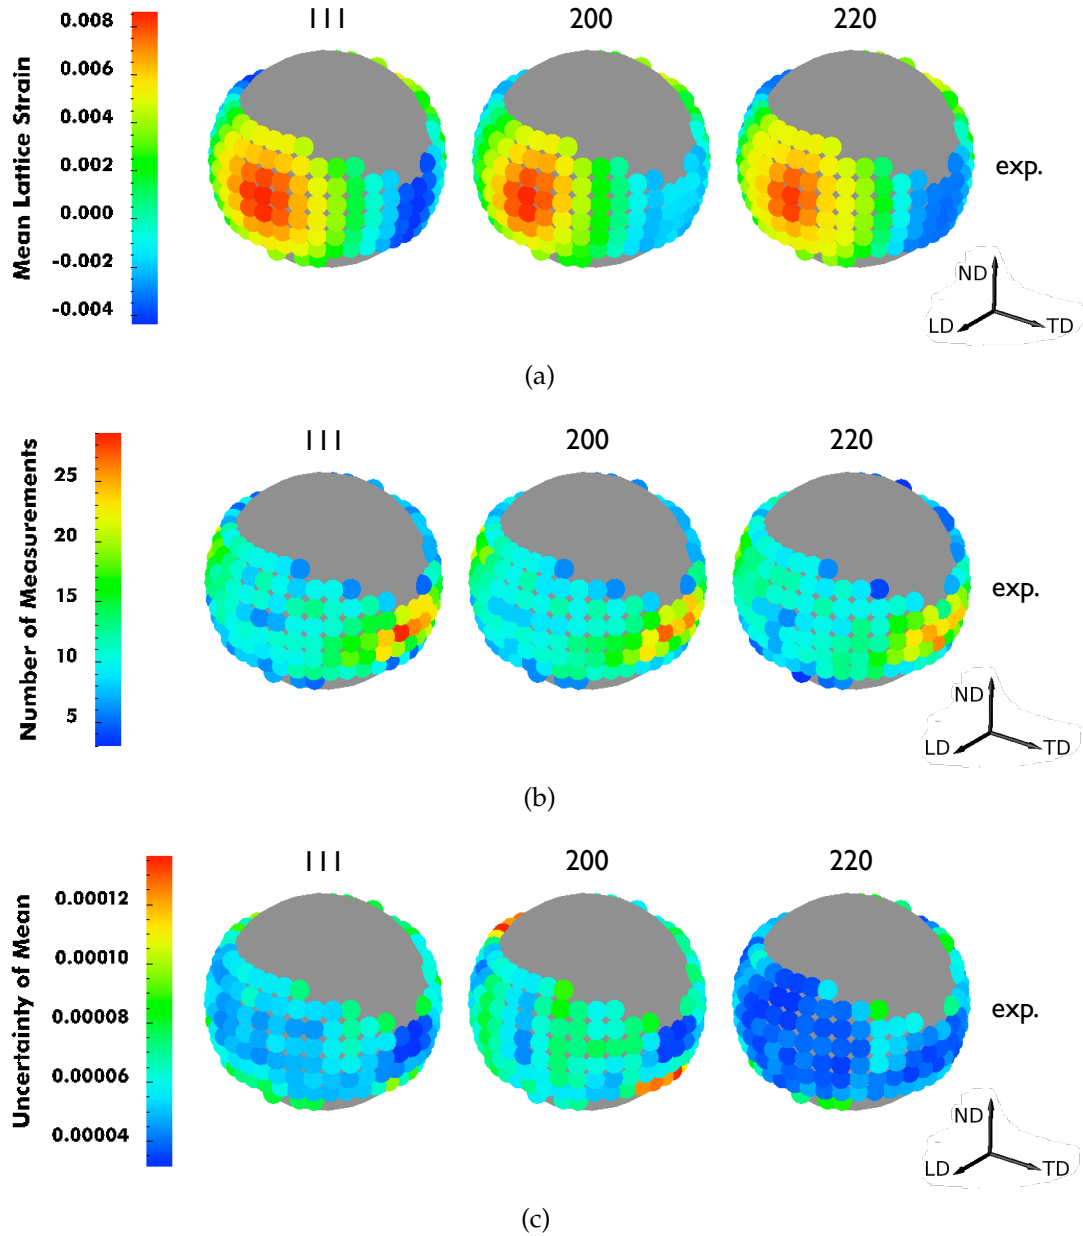 111 200 220
Mean Lattice Strain
0.008
0.006
0.004
0.002
0.000
-0.002
-0.004
exp.
ND
LD TD
(a)
111 200 220
Number of Measurements
25
20
15
10
5
exp.
ND
LD TD
(b)
111 200 220
Uncertainty of Mean
0.00012
0.00010
0.00008
0.00006
0.00004
exp.
ND
LD TD
(c)